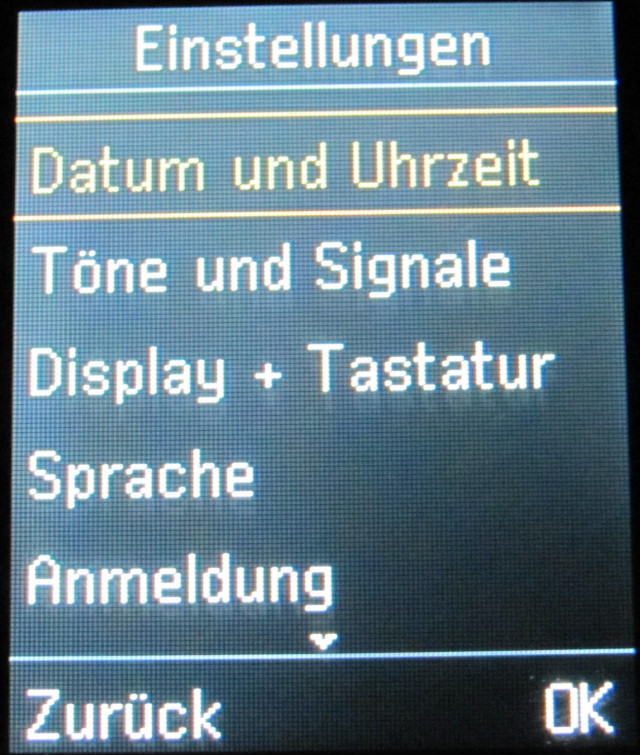 Einstellungen
Datum und Uhrzeit
Töne und Signale
Display + Tastatur
Sprache
Anmeldung
Zurück OK